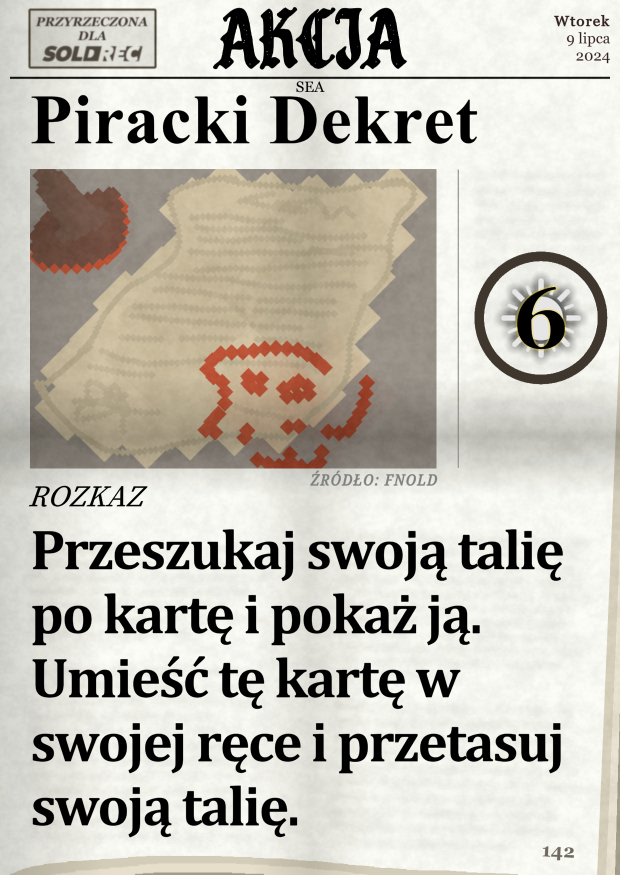 PRZYRZECZONA
DLA
SOLDREC
AKCJA
Wtorek
9 lipca
2024
SEA
Piracki Dekret
6
ŹRÓDŁO: FNOLD
ROZKAZ
Przeszukaj swoją talię
po kartę i pokaż ją.
Umieść tę kartę w
swojej ręce i przetasuj
swoją talię.
142